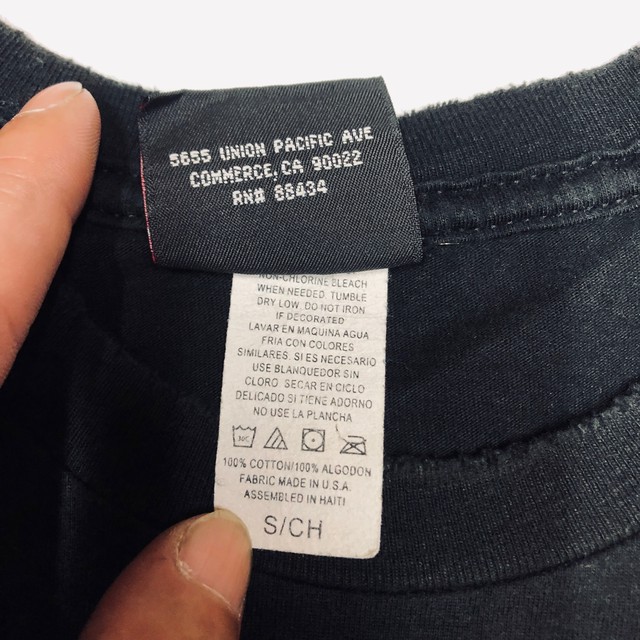 5655 UNION PACIFIC AVE
COMMERCE, CA 90022
RN# 88434
NON-CHLORINE BLEACH
WHEN NEEDED. TUMBLE
DRY LOW. DO NOT IRON
IF DECORATED
LAVAR EN MAQUINA AGUA
FRIA CON COLORES
SIMILARES. SI ES NECESARIO
USE BLANQUEDOR SIN
CLORO. SECAR EN CICLO
DELICADO SI TIENE ADORNO
NO USE LA PLANCHA
30C
100% COTTON/100% ALGODON
FABRIC MADE IN U.S.A.
ASSEMBLED IN HAITI
S/CH